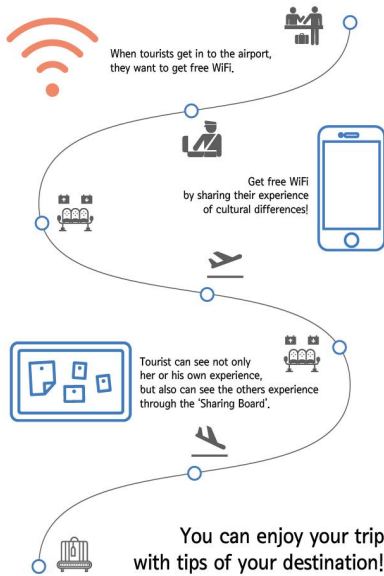 When tourists get in to the airport,
they want to get free WiFi.
Get free WiFi
by sharing their experience
of cultural differences!
Tourist can see not only
her or his own experience,
but also can see the others experience
through the 'Sharing Board'.
You can enjoy your trip
with tips of your destination!